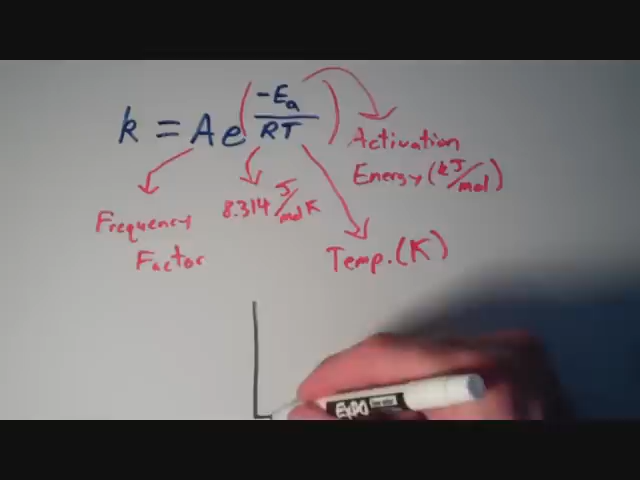 k = Ae^(-Ea/RT)
Activation
Energy (kJ/mol)
8.314 J/mol K
Frequency
Factor
Temp. (K)
EXPO